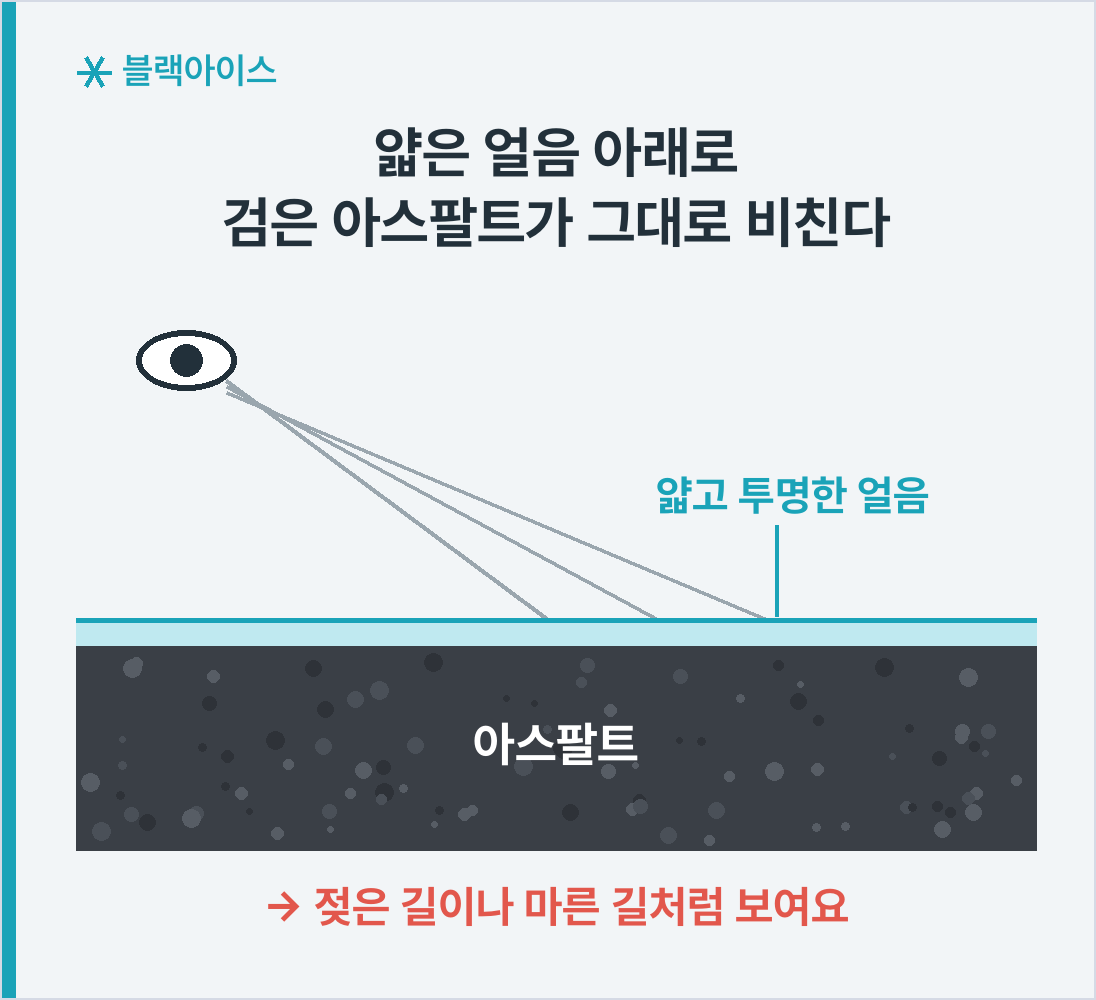 블랙아이스
얇은 얼음 아래로
검은 아스팔트가 그대로 비친다
얇고 투명한 얼음
아스팔트
→ 젖은 길이나 마른 길처럼 보여요